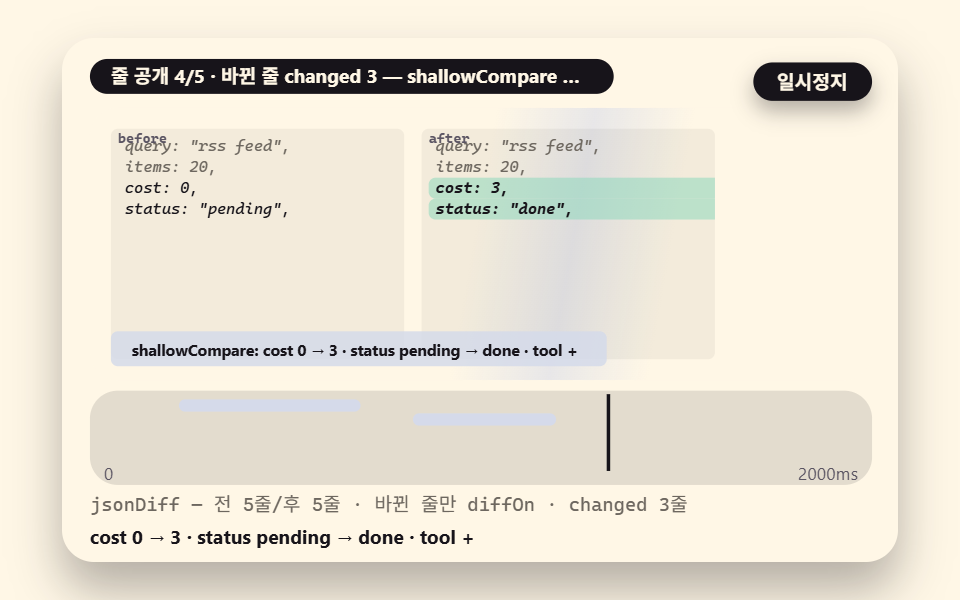 줄 공개 4/5 · 바뀐 줄 changed 3 — shallowCompare ...
일시정지
before
query: "rss feed",
items: 20,
cost: 0,
status: "pending",
after
query: "rss feed",
items: 20,
cost: 3,
status: "done",
shallowCompare: cost 0 → 3 · status pending → done · tool +
0
2000ms
jsonDiff — 전 5줄/후 5줄 · 바뀐 줄만 diffOn · changed 3줄
cost 0 → 3 · status pending → done · tool +